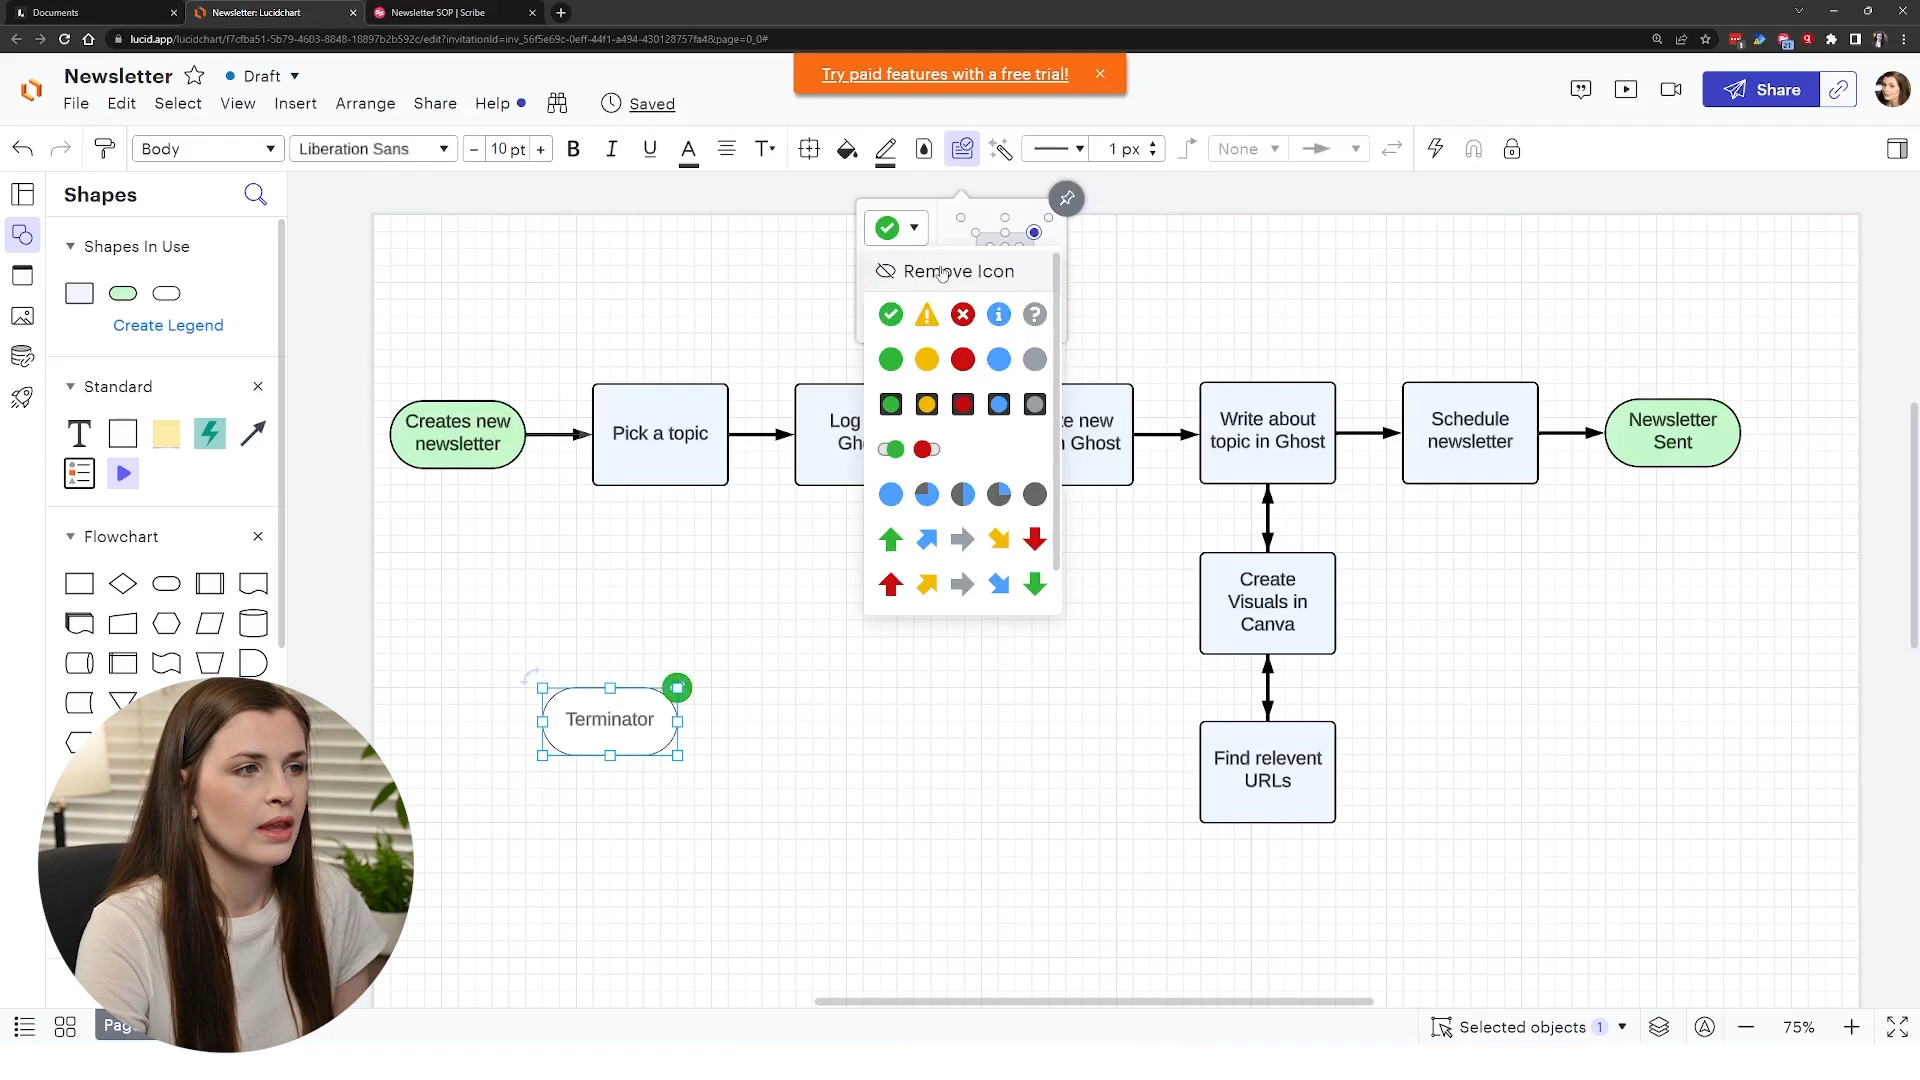 Documents
Newsletter: Lucidchart
Newsletter SOP | Scribe
lucid.app/lucidchart/f7cfba51-5b79-4603-8848-18897b2b592c/edit?invitationId=inv_56f5e69c-0eff-44f1-a494-430128757fa4&page=0_0#
Newsletter
Draft
Try paid features with a free trial!
File Edit Select View Insert Arrange Share Help
Saved
Share
Body
Liberation Sans
- 10 pt +
B I U A T
1 px
None
Shapes
Shapes In Use
Create Legend
Standard
T
Flowchart
Remove Icon
Creates new
newsletter
Pick a topic
Log
Gh
te new
n Ghost
Write about
topic in Ghost
Schedule
newsletter
Newsletter
Sent
Create
Visuals in
Canva
Find relevent
URLs
Terminator
Pag
Selected objects 1
75%